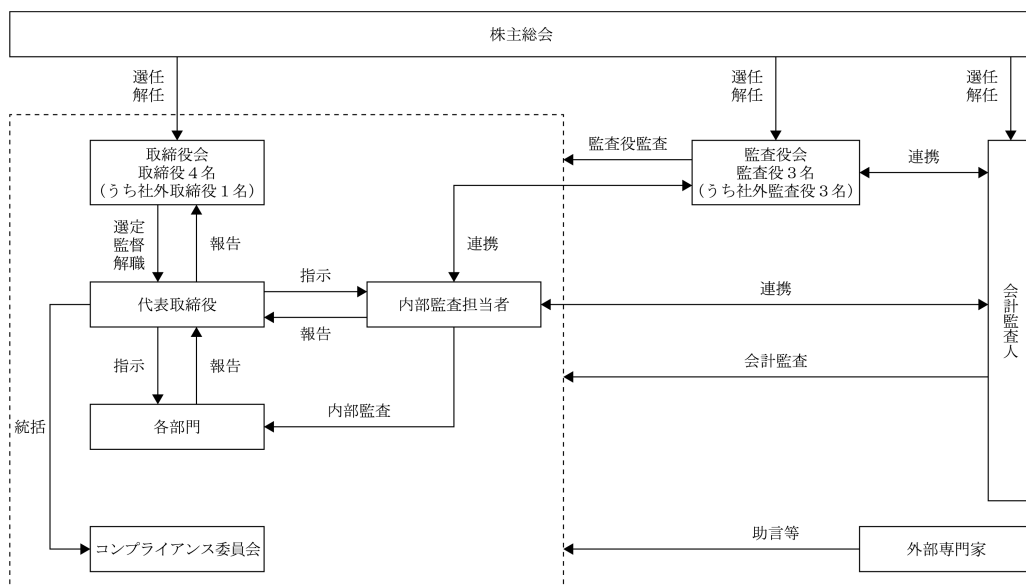 株主総会
選任
解任
選任
解任
選任
解任
取締役会
取締役４名
（うち社外取締役１名）
監査役監査
監査役会
監査役３名
（うち社外監査役３名）
連携
選定
監督
解職
報告
連携
指示
代表取締役
内部監査担当者
連携
会計監査人
報告
指示
報告
会計監査
内部監査
各部門
統括
コンプライアンス委員会
助言等
外部専門家